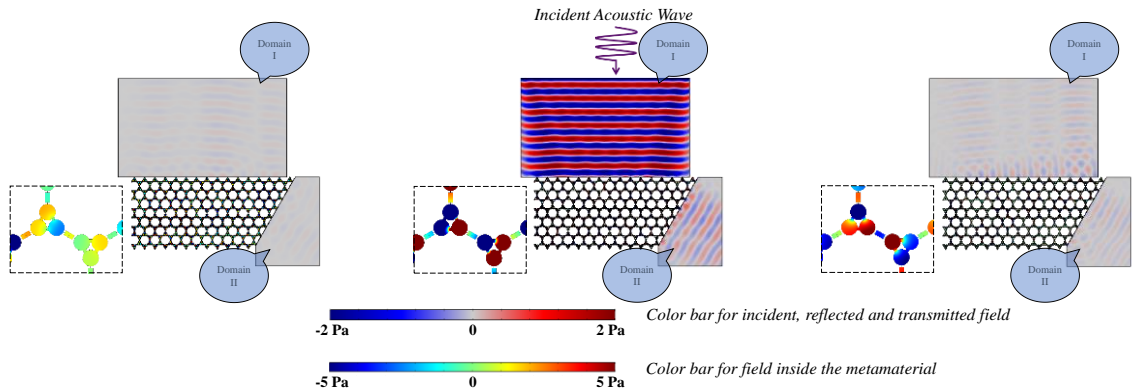 Incident Acoustic Wave
Domain
I
Domain
I
Domain
I
Domain
II
Domain
II
Domain
II
-2 Pa
0
2 Pa
Color bar for incident, reflected and transmitted field
-5 Pa
0
5 Pa
Color bar for field inside the metamaterial